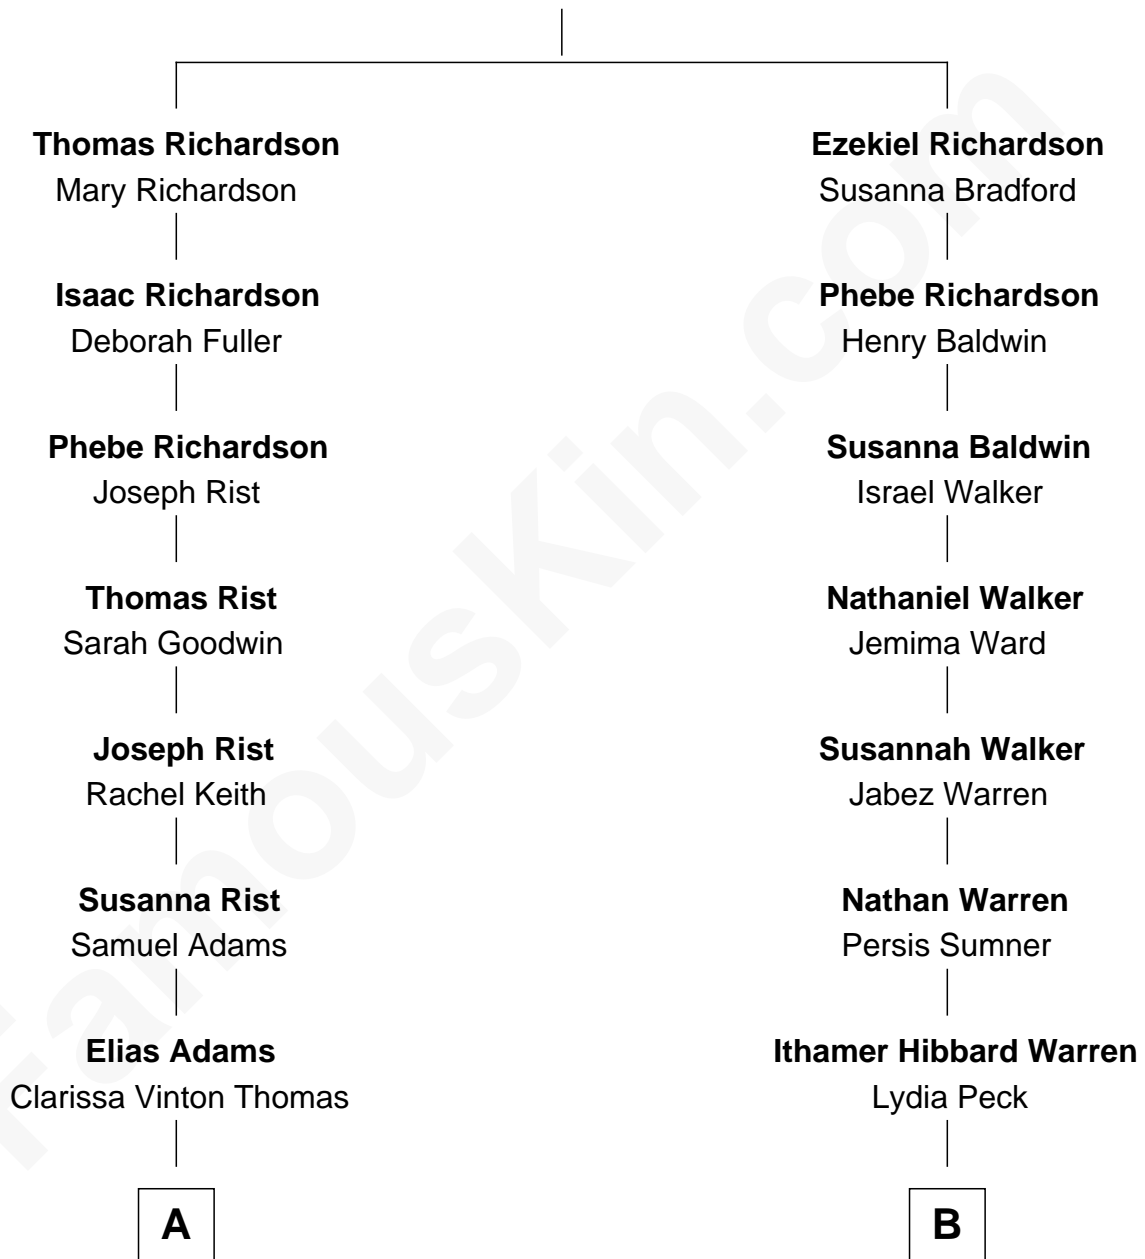 Thomas Richardson
Mary Richardson
Isaac Richardson
Deborah Fuller
Phebe Richardson
Joseph Rist
Thomas Rist
Sarah Goodwin
Joseph Rist
Rachel Keith
Susanna Rist
Samuel Adams
Elias Adams
Clarissa Vinton Thomas
A
Ezekiel Richardson
Susanna Bradford
Phebe Richardson
Henry Baldwin
Susanna Baldwin
Israel Walker
Nathaniel Walker
Jemima Ward
Susannah Walker
Jabez Warren
Nathan Warren
Persis Sumner
Ithamer Hibbard Warren
Lydia Peck
B
FamousKin.com